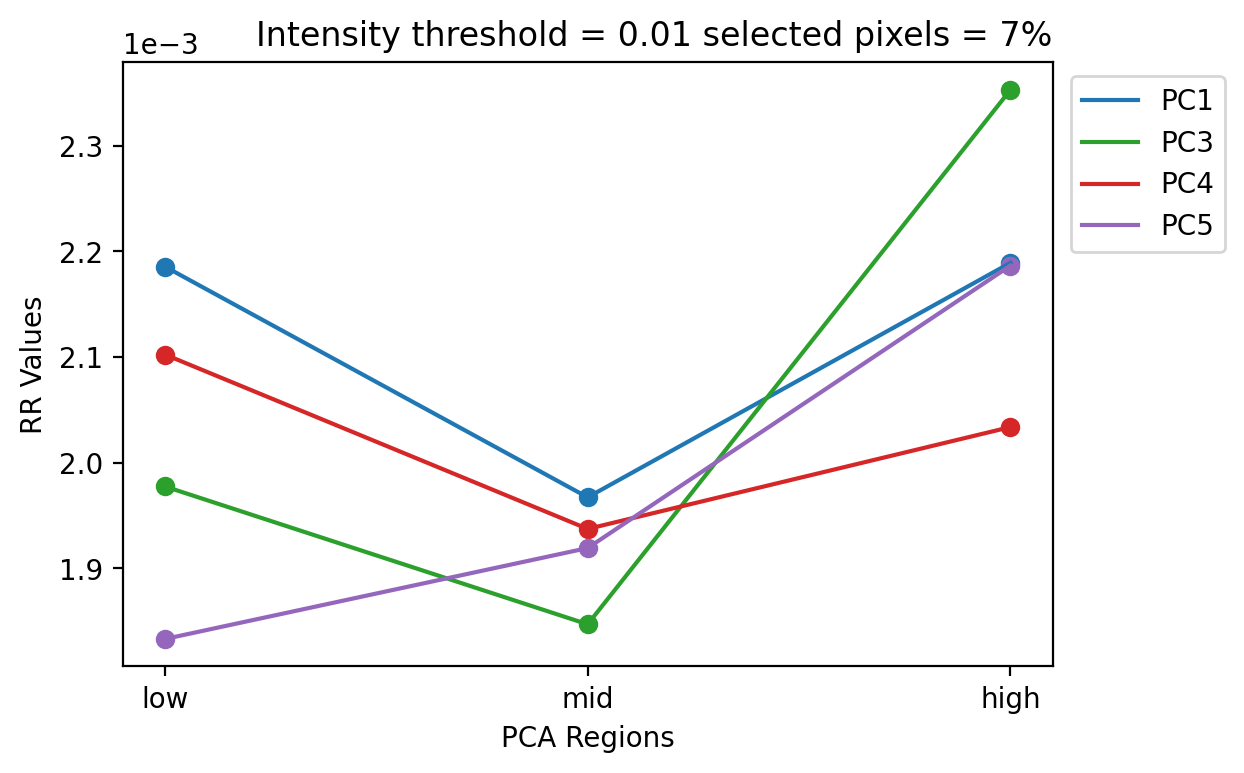 Intensity threshold = 0.01 selected pixels = 7%
1e−3
2.3
2.2
2.1
2.0
1.9
RR Values
low
mid
high
PCA Regions
PC1
PC3
PC4
PC5